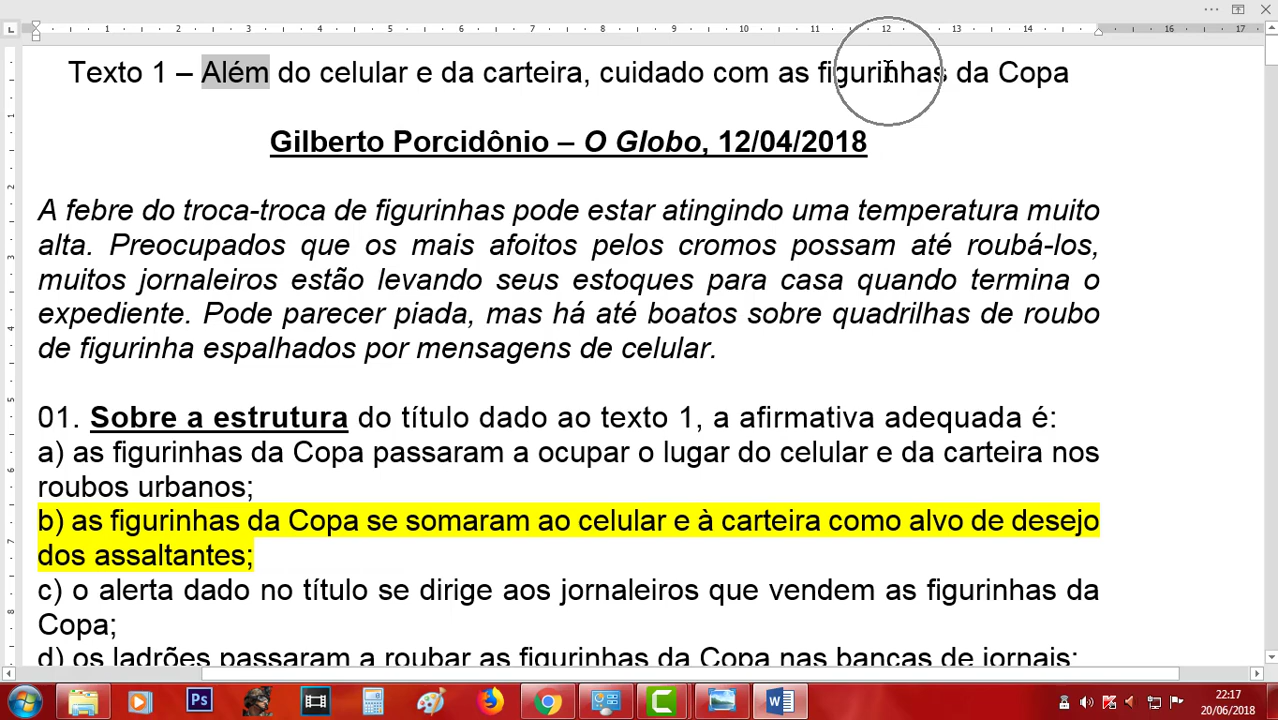 Texto 1 – Além do celular e da carteira, cuidado com as figurinhas da Copa
Gilberto Porcidônio – O Globo, 12/04/2018
A febre do troca-troca de figurinhas pode estar atingindo uma temperatura muito
alta. Preocupados que os mais afoitos pelos cromos possam até roubá-los,
muitos jornaleiros estão levando seus estoques para casa quando termina o
expediente. Pode parecer piada, mas há até boatos sobre quadrilhas de roubo
de figurinha espalhados por mensagens de celular.
01. Sobre a estrutura do título dado ao texto 1, a afirmativa adequada é:
a) as figurinhas da Copa passaram a ocupar o lugar do celular e da carteira nos
roubos urbanos;
b) as figurinhas da Copa se somaram ao celular e à carteira como alvo de desejo
dos assaltantes;
c) o alerta dado no título se dirige aos jornaleiros que vendem as figurinhas da
Copa;
d) os ladrões passaram a roubar as figurinhas da Copa nas bancas de jornais;
22:17
20/06/2018